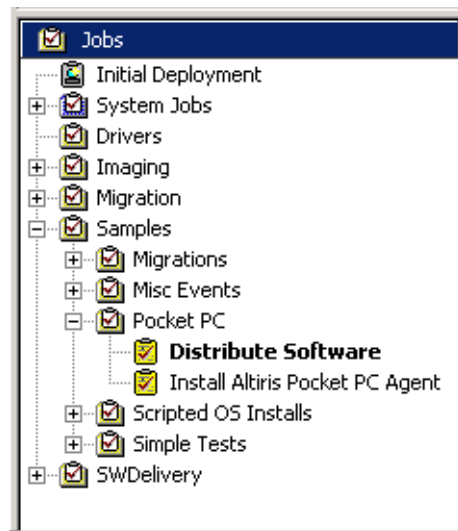 Jobs
Initial Deployment
System Jobs
Drivers
Imaging
Migration
Samples
Migrations
Misc Events
Pocket PC
Distribute Software
Install Altiris Pocket PC Agent
Scripted OS Installs
Simple Tests
SWDelivery